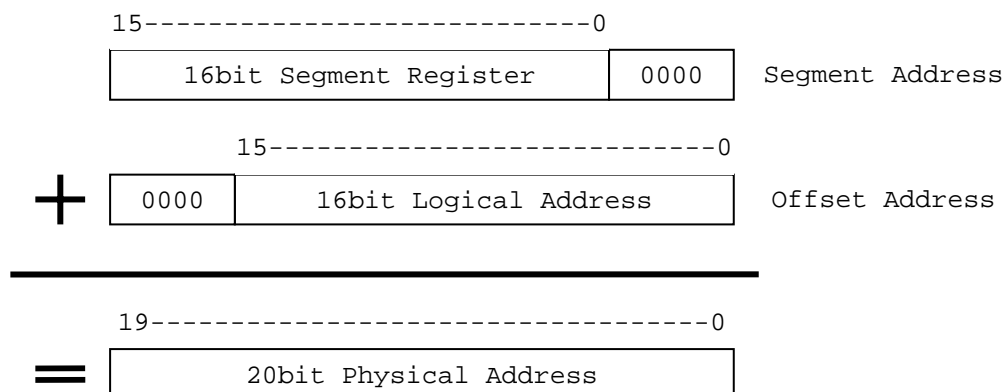 15----------------------------0
16bit Segment Register 0000 Segment Address
15----------------------------0
+ 0000 16bit Logical Address Offset Address
19-----------------------------------0
= 20bit Physical Address